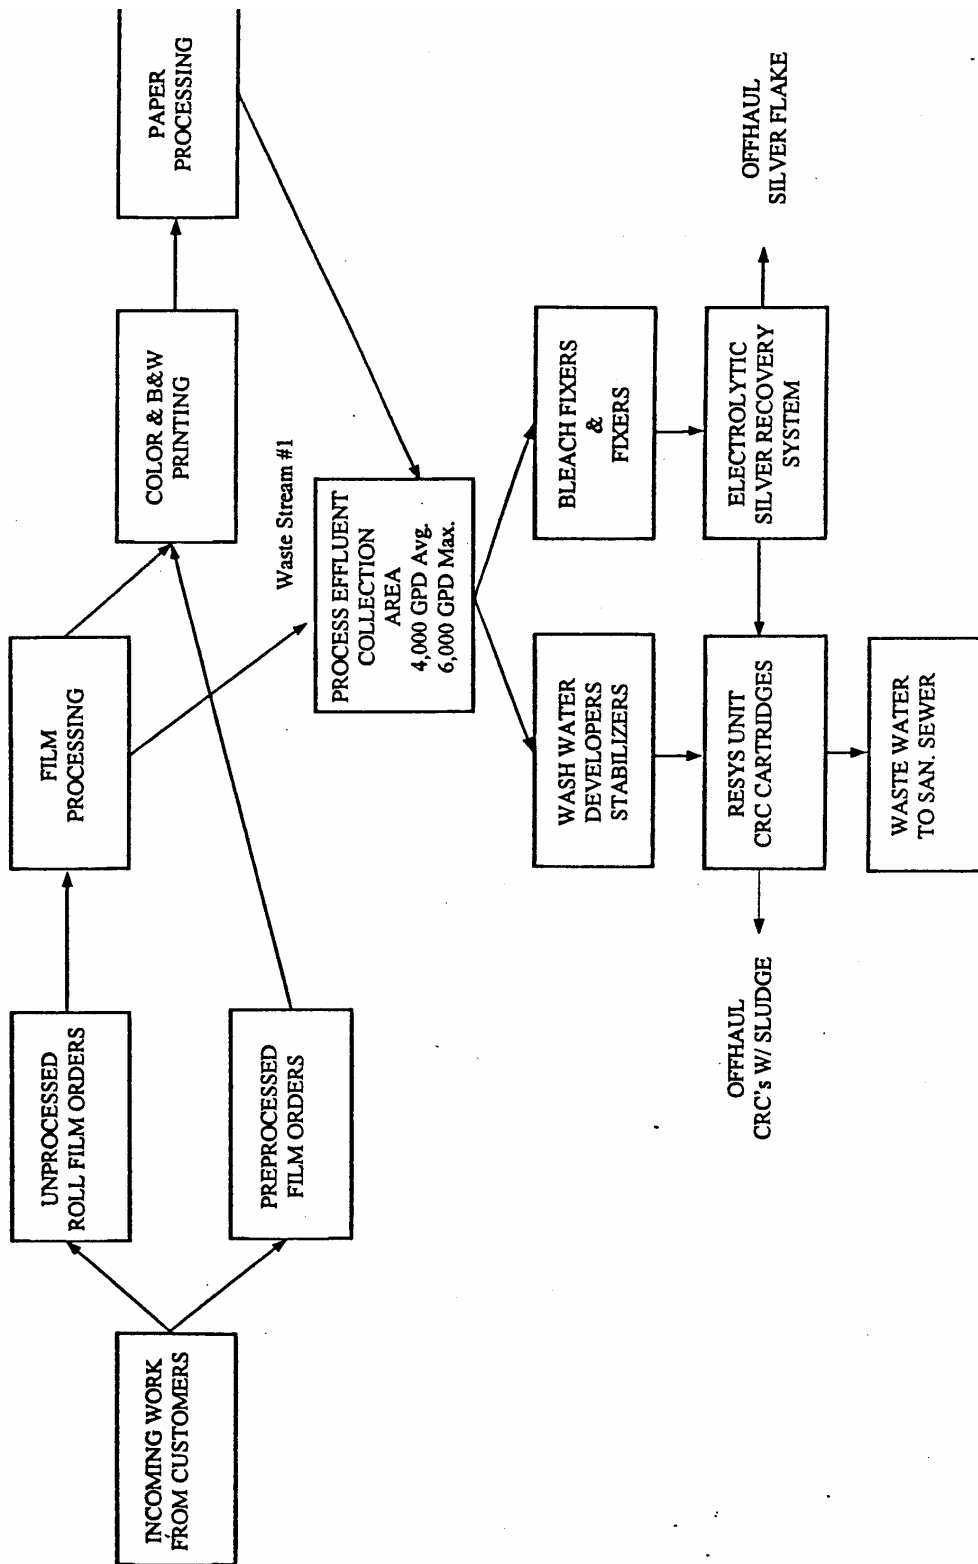 INCOMING WORK
FROM CUSTOMERS
UNPROCESSED
ROLL FILM ORDERS
PREPROCESSED
FILM ORDERS
FILM
PROCESSING
COLOR & B&W
PRINTING
PAPER
PROCESSING
Waste Stream #1
PROCESS EFFLUENT
COLLECTION
AREA
4,000 GPD Avg.
6,000 GPD Max.
WASH WATER
DEVELOPERS
STABILIZERS
BLEACH FIXERS
&
FIXERS
OFFHAUL
CRC's W/ SLUDGE
RESYS UNIT
CRC CARTRIDGES
ELECTROLYTIC
SILVER RECOVERY
SYSTEM
OFFHAUL
SILVER FLAKE
WASTE WATER
TO SAN. SEWER